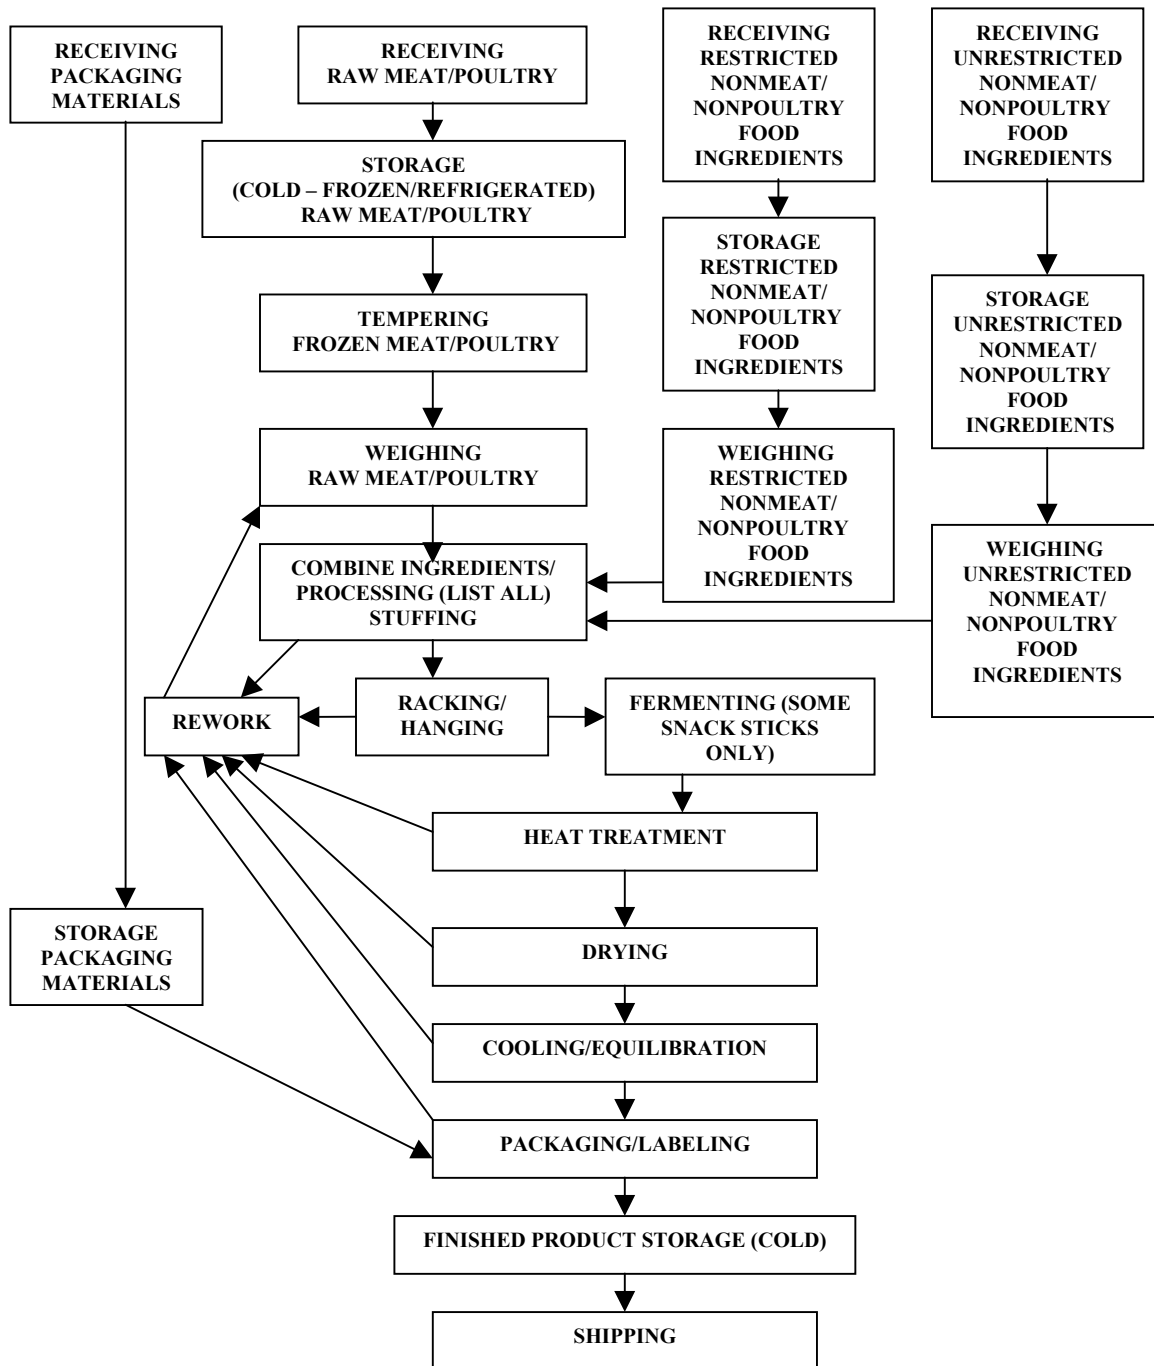 RECEIVING
PACKAGING
MATERIALS
RECEIVING
RAW MEAT/POULTRY
RECEIVING
RESTRICTED
NONMEAT/
NONPOULTRY
FOOD
INGREDIENTS
RECEIVING
UNRESTRICTED
NONMEAT/
NONPOULTRY
FOOD
INGREDIENTS
STORAGE
(COLD – FROZEN/REFRIGERATED)
RAW MEAT/POULTRY
STORAGE
RESTRICTED
NONMEAT/
NONPOULTRY
FOOD
INGREDIENTS
STORAGE
UNRESTRICTED
NONMEAT/
NONPOULTRY
FOOD
INGREDIENTS
TEMPERING
FROZEN MEAT/POULTRY
WEIGHING
RAW MEAT/POULTRY
WEIGHING
RESTRICTED
NONMEAT/
NONPOULTRY
FOOD
INGREDIENTS
WEIGHING
UNRESTRICTED
NONMEAT/
NONPOULTRY
FOOD
INGREDIENTS
COMBINE INGREDIENTS/
PROCESSING (LIST ALL)
STUFFING
REWORK
RACKING/
HANGING
FERMENTING (SOME
SNACK STICKS
ONLY)
HEAT TREATMENT
STORAGE
PACKAGING
MATERIALS
DRYING
COOLING/EQUILIBRATION
PACKAGING/LABELING
FINISHED PRODUCT STORAGE (COLD)
SHIPPING